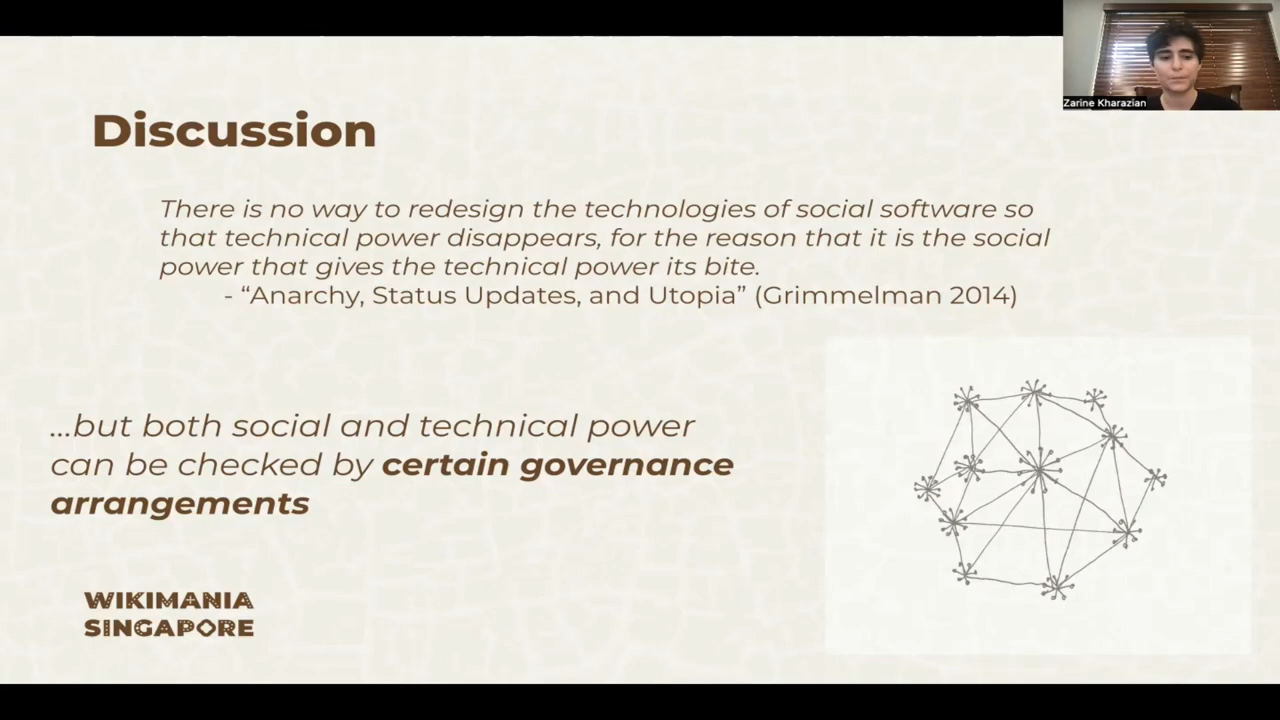 Zarine Kharazian
Discussion
There is no way to redesign the technologies of social software so
that technical power disappears, for the reason that it is the social
power that gives the technical power its bite.
- “Anarchy, Status Updates, and Utopia” (Grimmelman 2014)
...but both social and technical power
can be checked by certain governance
arrangements
WIKIMANIA
SINGAPORE